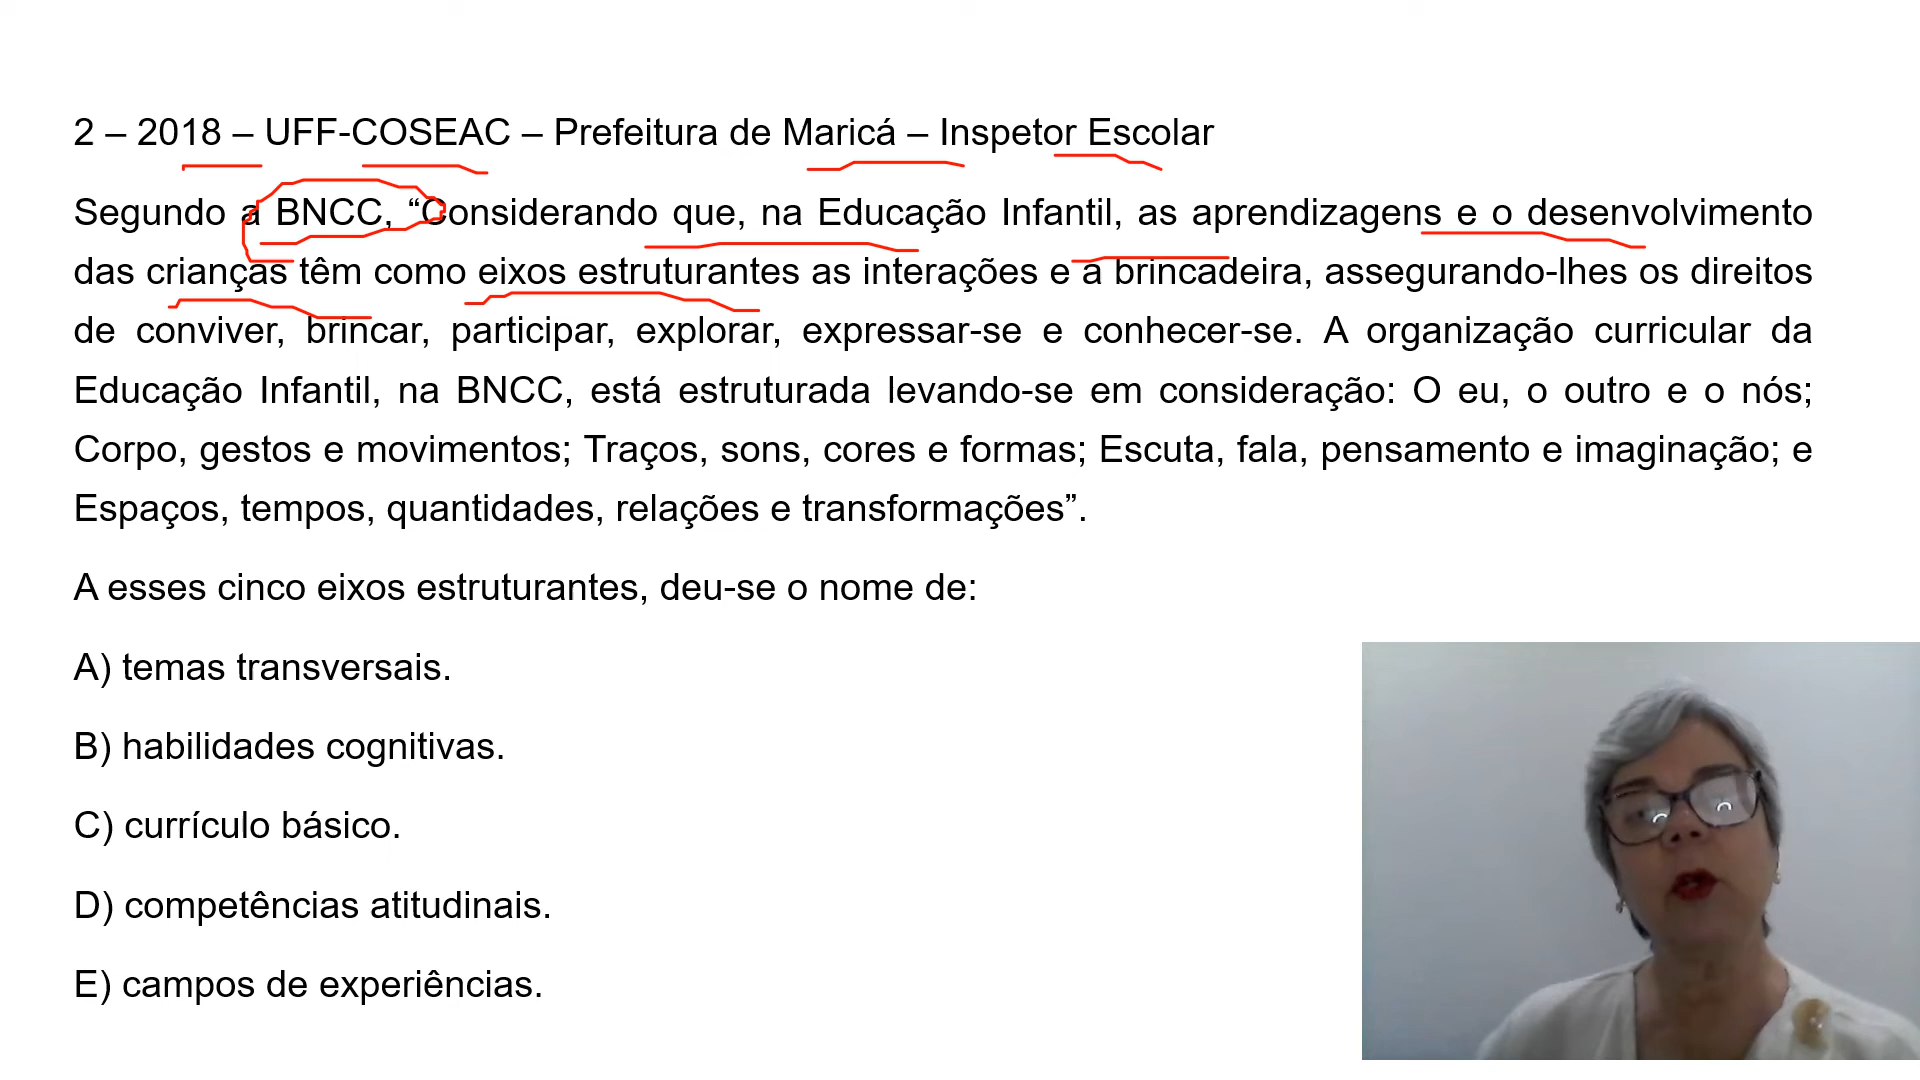 2 – 2018 – UFF-COSEAC – Prefeitura de Maricá – Inspetor Escolar
Segundo a BNCC, “Considerando que, na Educação Infantil, as aprendizagens e o desenvolvimento
das crianças têm como eixos estruturantes as interações e a brincadeira, assegurando-lhes os direitos
de conviver, brincar, participar, explorar, expressar-se e conhecer-se. A organização curricular da
Educação Infantil, na BNCC, está estruturada levando-se em consideração: O eu, o outro e o nós;
Corpo, gestos e movimentos; Traços, sons, cores e formas; Escuta, fala, pensamento e imaginação; e
Espaços, tempos, quantidades, relações e transformações”.
A esses cinco eixos estruturantes, deu-se o nome de:
A) temas transversais.
B) habilidades cognitivas.
C) currículo básico.
D) competências atitudinais.
E) campos de experiências.